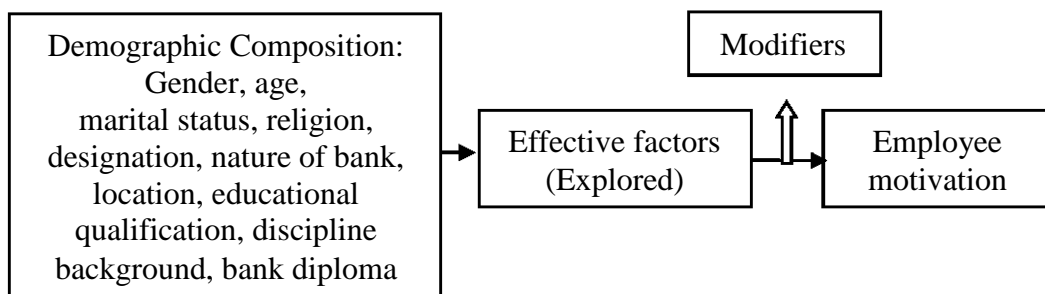 Demographic Composition:
Gender, age,
marital status, religion,
designation, nature of bank,
location, educational
qualification, discipline
background, bank diploma
Modifiers
Effective factors
(Explored)
Employee
motivation